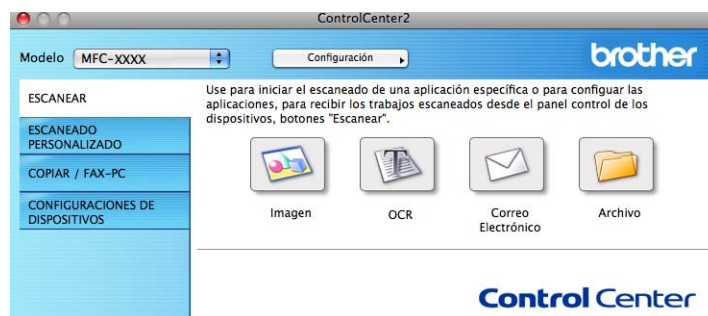 ControlCenter2
Modelo MFC-XXXX Configuración brother
ESCANEAR
ESCANEADO
PERSONALIZADO
COPIAR / FAX-PC
CONFIGURACIONES DE
DISPOSITIVOS
Use para iniciar el escaneado de una aplicación específica o para configuar las
aplicaciones, para recibir los trabajos escaneados desde el panel control de los
dispositivos, botones "Escanear".
Imagen OCR Correo Archivo
Electrónico
Control Center